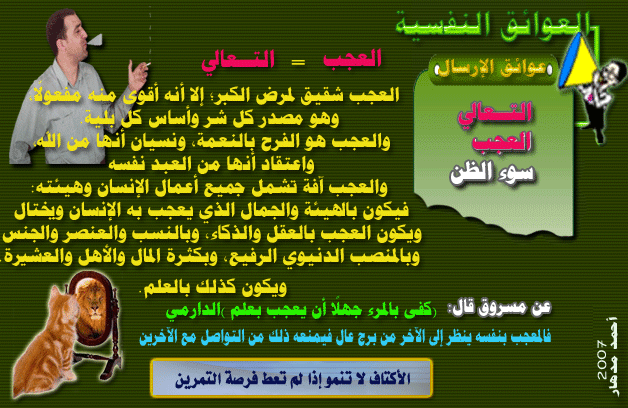 العوائق النفسية
عوائق الإرسال
التـــعالي
العجب
سوء الظن
العجب = التـــعالي
العجب شقيق لمرض الكبر؛ إلا أنه أقوى منه مفعولا،
وهو مصدر كل شر وأساس كل بلية.
والعجب هو الفرح بالنعمة، ونسيان أنها من الله،
واعتقاد أنها من العبد نفسه
والعجب آفة تشمل جميع أعمال الإنسان وهيئته:
فيكون بالهيئة والجمال الذي يعجب به الإنسان ويختال
ويكون العجب بالعقل والذكاء، وبالنسب والعنصر والجنس
وبالمنصب الدنيوي الرفيع، وبكثرة المال والأهل والعشيرة.
ويكون كذلك بالعلم.
عن مسروق قال: (كفى بالمرء جهلًا أن يعجب بعلم )الدارمي
فالمعجب بنفسه ينظر إلى الآخر من برج عال فيمنعه ذلك من التواصل مع الآخرين
الأكتاف لا تنمو إذا لم تعط فرصة التمرين
أحمد مدهار
2007